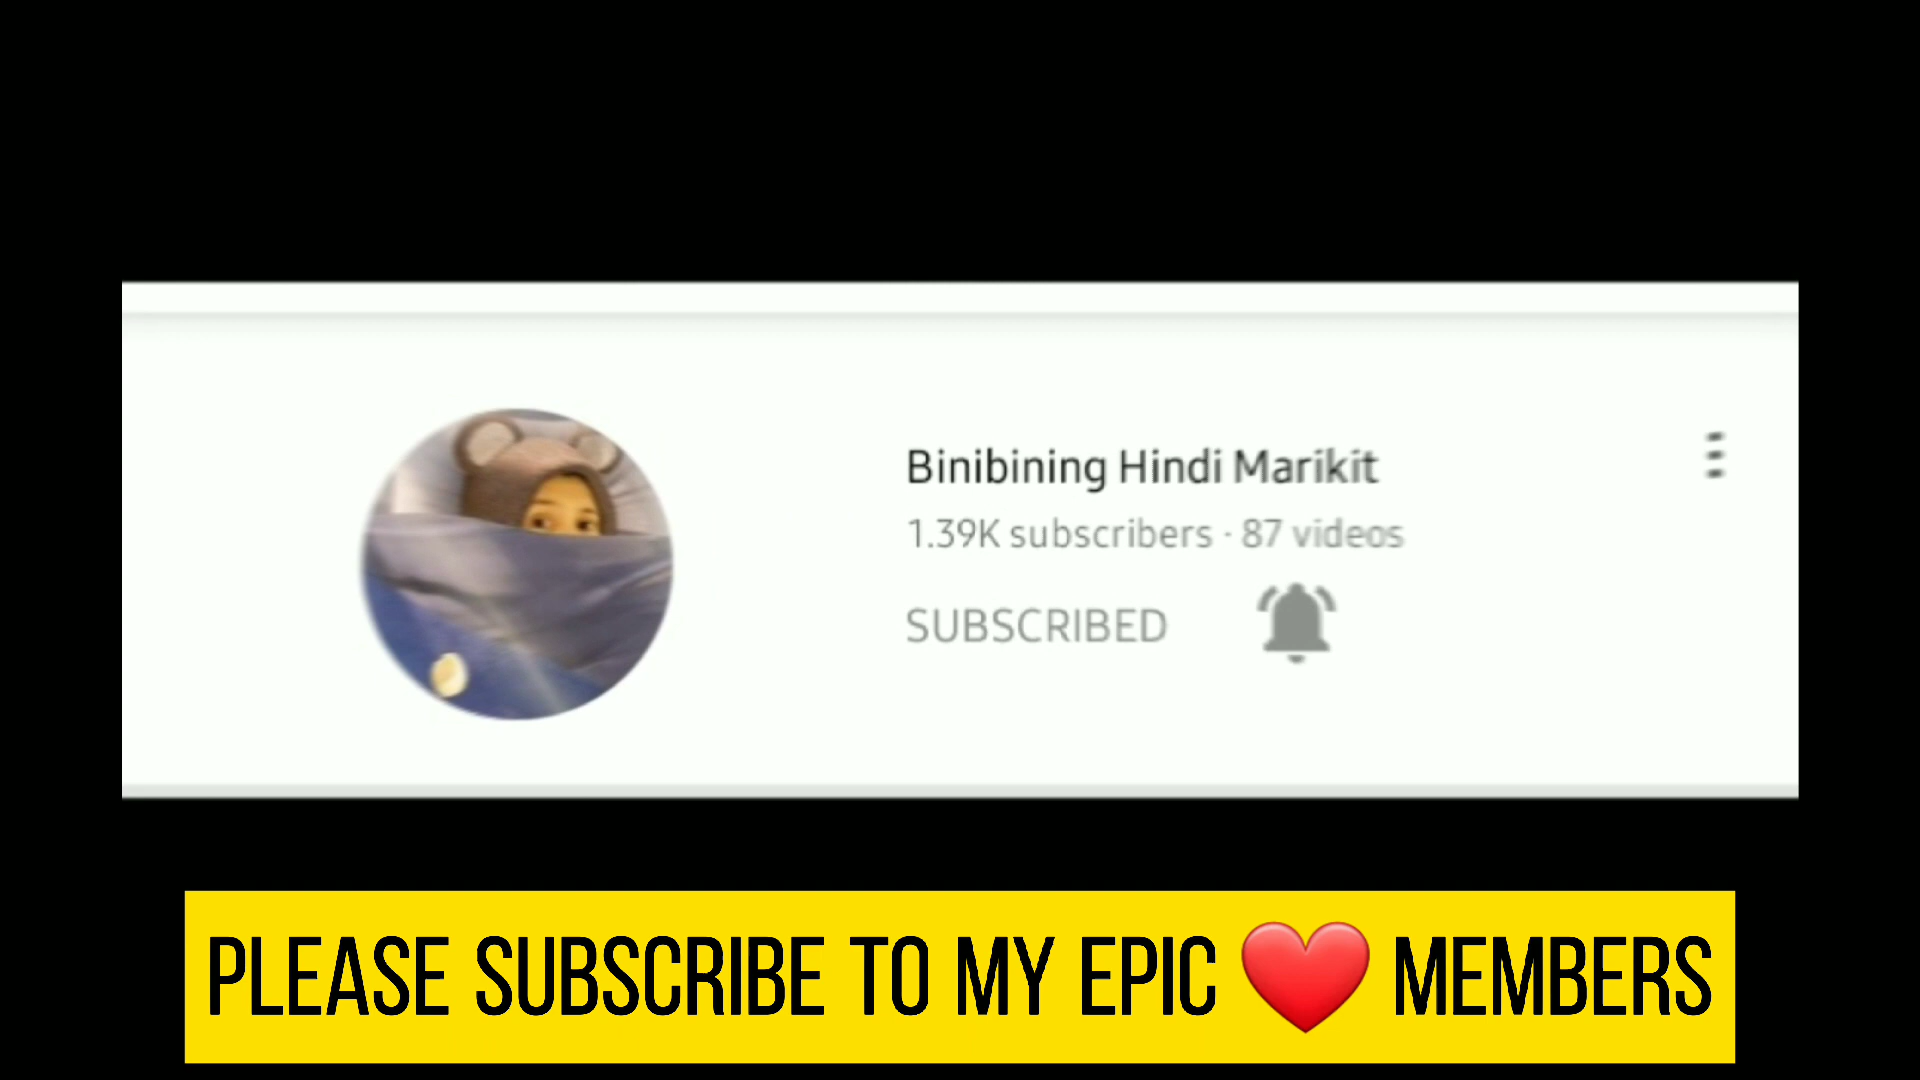 Binibining Hindi Marikit
1.39K subscribers · 87 videos
SUBSCRIBED
PLEASE SUBSCRIBE TO MY EPIC ❤️ MEMBERS